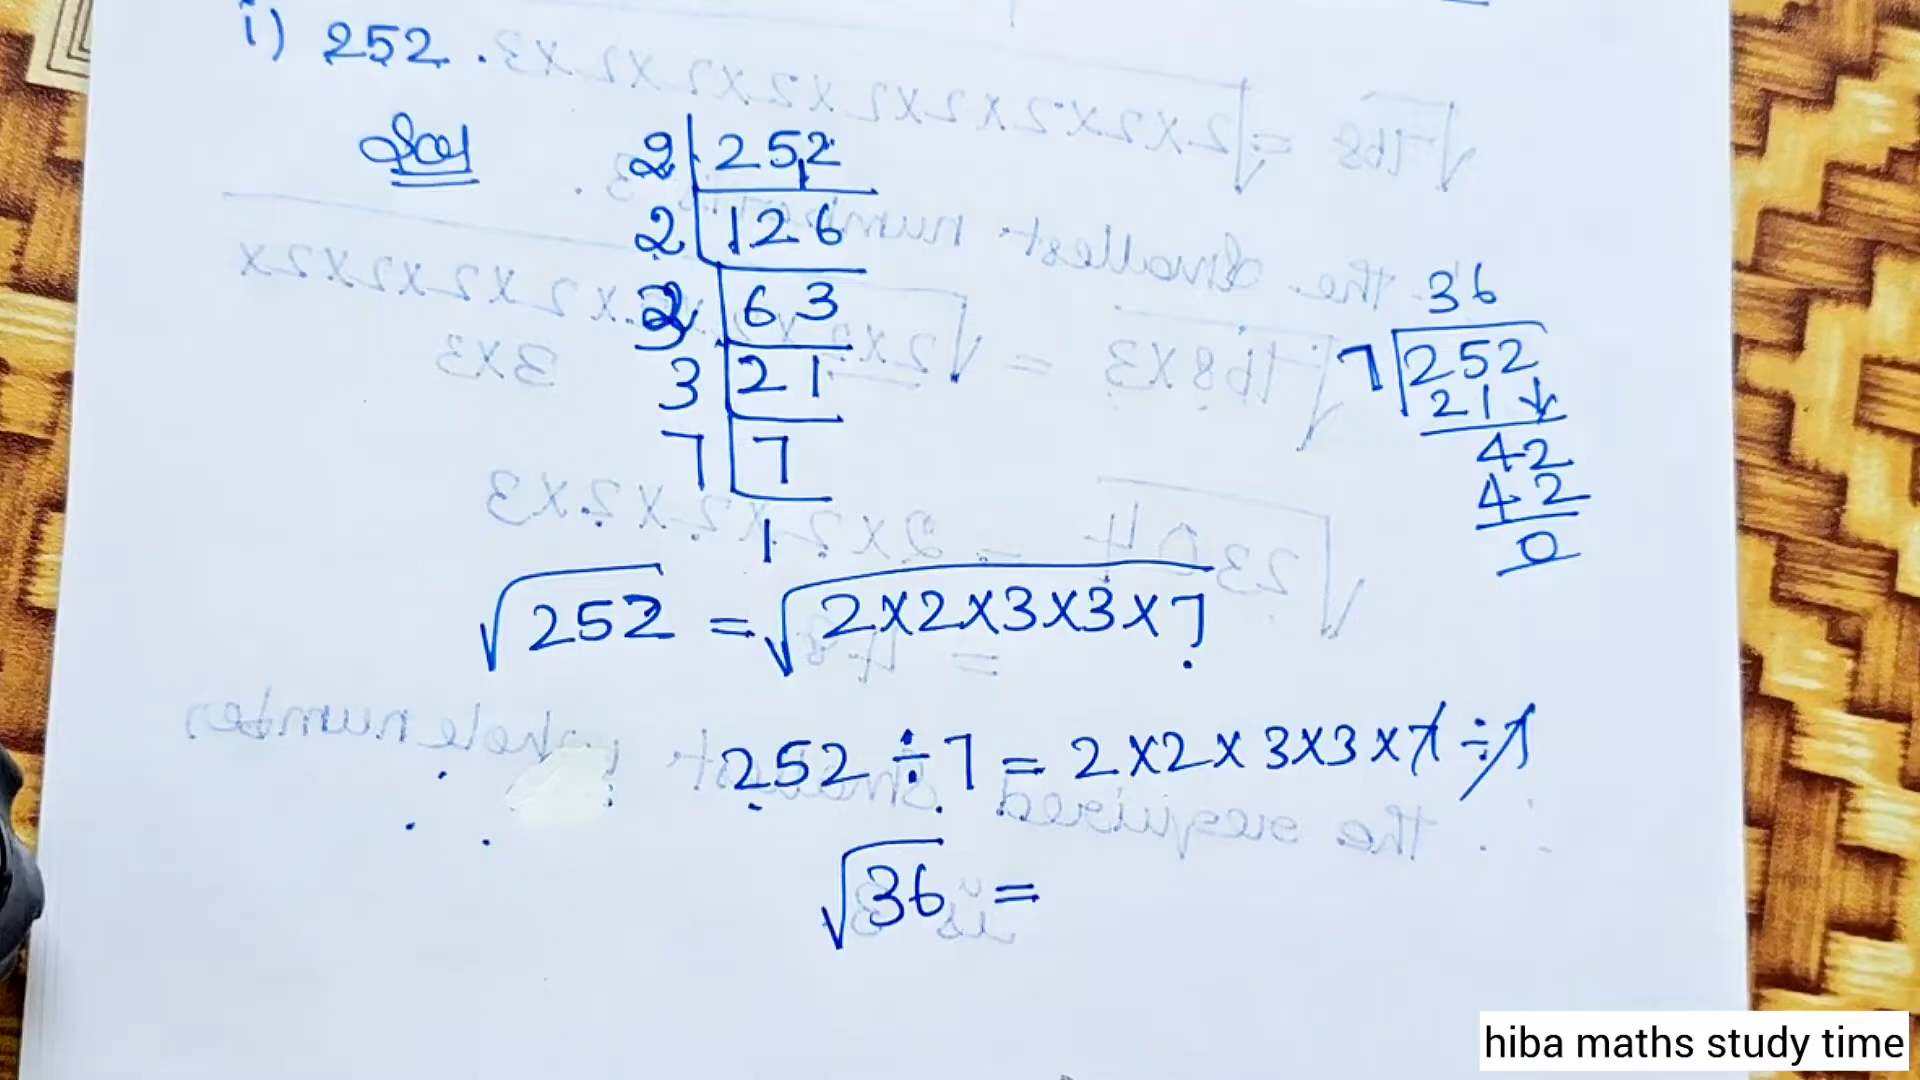 i) 252.
Sol
2 | 252
2 | 126
3 | 63
3 | 21
7 | 7
1
36
7 252
21 ↓
42
42
0
√252 = √2×2×3×3×7
252 ÷ 7 = 2×2×3×3×7 ÷ 7
√36 =
hiba maths study time